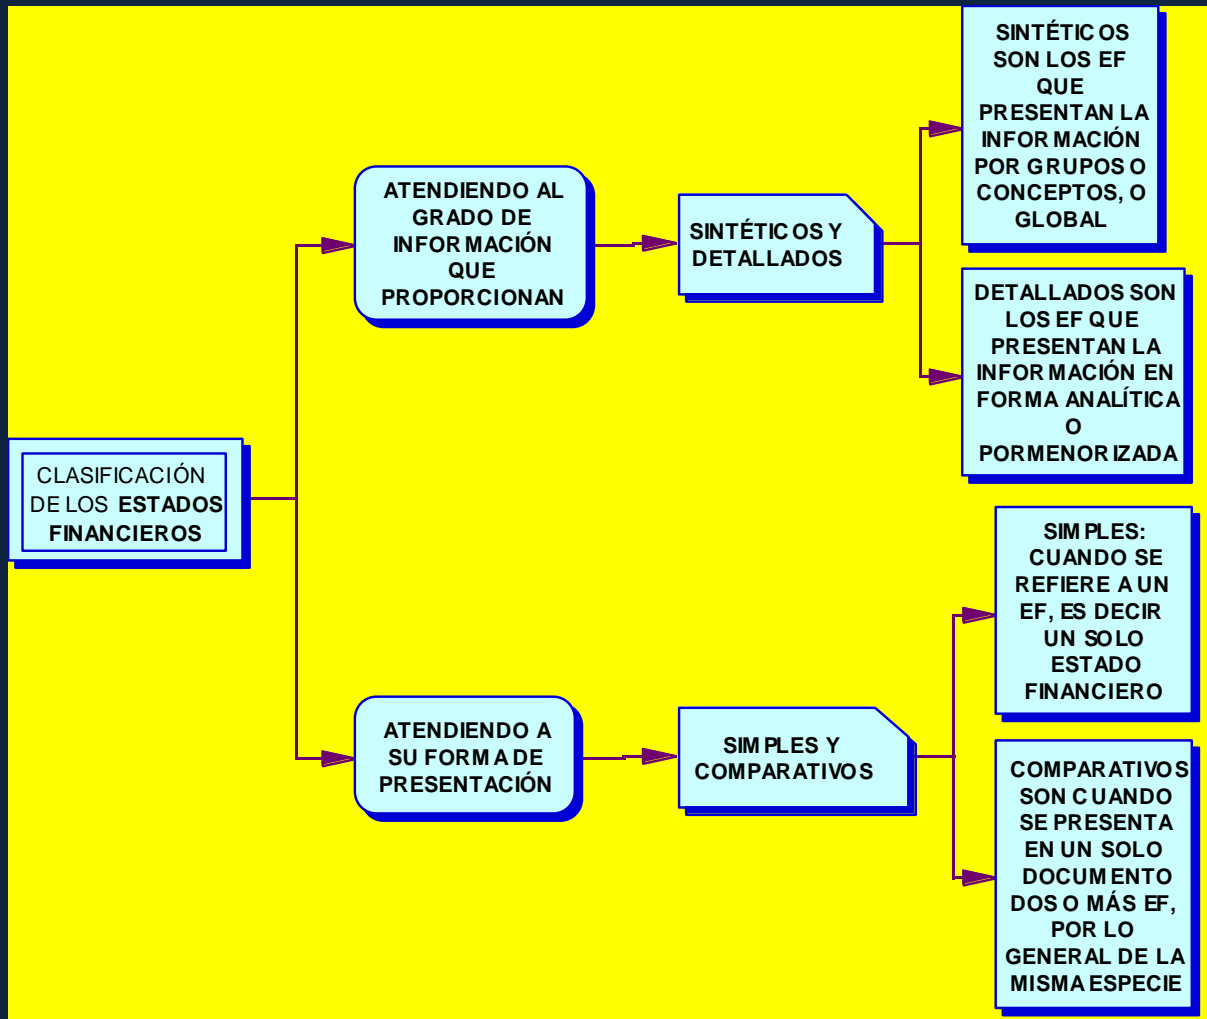 CLASIFICACIÓN
DE LOS ESTADOS
FINANCIEROS
ATENDIENDO AL
GRADO DE
INFORMACIÓN
QUE
PROPORCIONAN
SINTÉTICOS Y
DETALLADOS
SINTÉTICOS
SON LOS EF
QUE
PRESENTAN LA
INFORMACIÓN
POR GRUPOS O
CONCEPTOS, O
GLOBAL
DETALLADOS SON
LOS EF QUE
PRESENTAN LA
INFORMACIÓN EN
FORMA ANALÍTICA
O
PORMENORIZADA
ATENDIENDO A
SU FORMA DE
PRESENTACIÓN
SIMPLES Y
COMPARATIVOS
SIMPLES:
CUANDO SE
REFIERE A UN
EF, ES DECIR
UN SOLO
ESTADO
FINANCIERO
COMPARATIVOS
SON CUANDO
SE PRESENTA
EN UN SOLO
DOCUMENTO
DOS O MÁS EF,
POR LO
GENERAL DE LA
MISMA ESPECIE